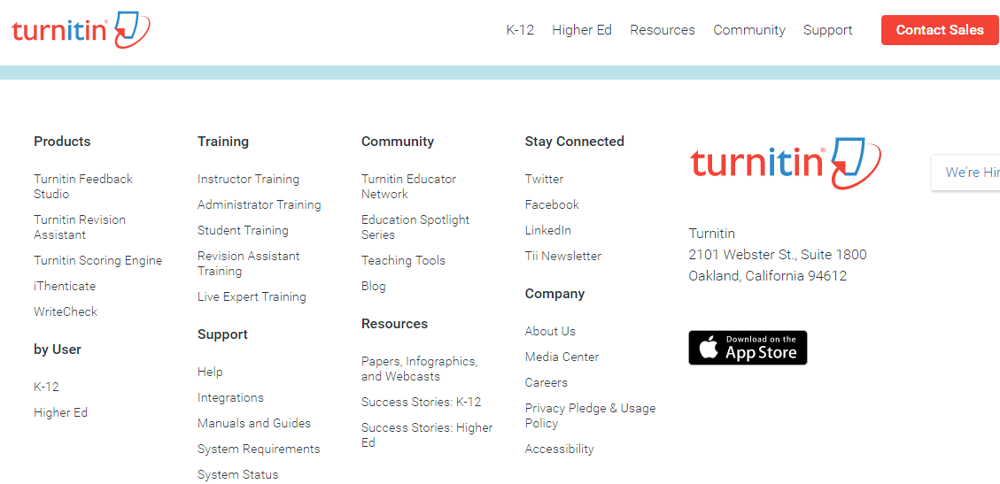 turnitin®
K-12 Higher Ed Resources Community Support Contact Sales
Products
Turnitin Feedback
Studio
Turnitin Revision
Assistant
Turnitin Scoring Engine
iThenticate
WriteCheck
by User
K-12
Higher Ed
Training
Instructor Training
Administrator Training
Student Training
Revision Assistant
Training
Live Expert Training
Support
Help
Integrations
Manuals and Guides
System Requirements
System Status
Community
Turnitin Educator
Network
Education Spotlight
Series
Teaching Tools
Blog
Resources
Papers, Infographics,
and Webcasts
Success Stories: K-12
Success Stories: Higher
Ed
Stay Connected
Twitter
Facebook
LinkedIn
Tii Newsletter
Company
About Us
Media Center
Careers
Privacy Pledge & Usage
Policy
Accessibility
turnitin®
Turnitin
2101 Webster St., Suite 1800
Oakland, California 94612
Download on the
App Store
We're